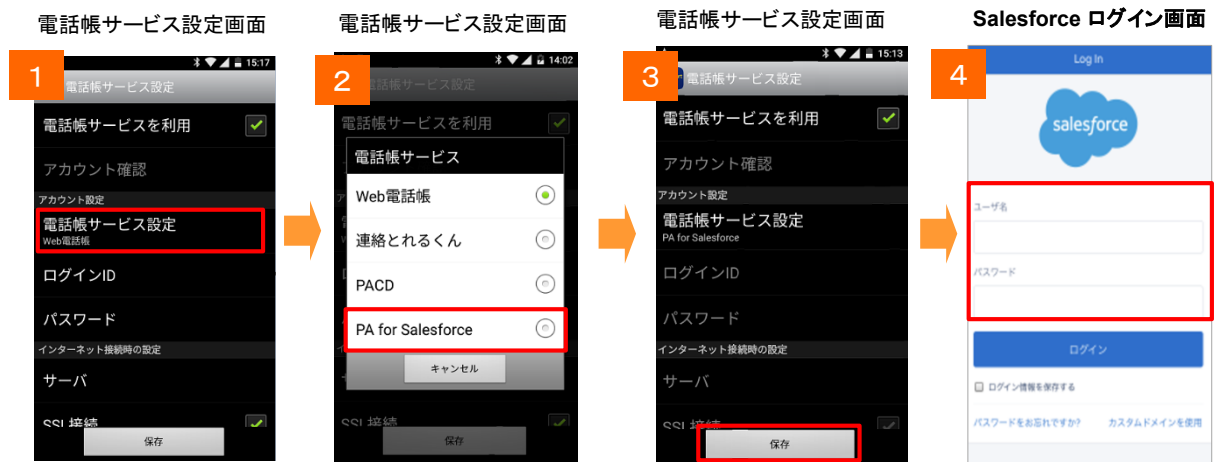 電話帳サービス設定画面
1
15:17
電話帳サービス設定
電話帳サービスを利用
アカウント確認
アカウント設定
電話帳サービス設定
Web電話帳
ログインID
パスワード
インターネット接続時の設定
サーバ
SSL接続
保存
電話帳サービス設定画面
2
14:02
電話帳サービス設定
電話帳サービスを利用
電話帳サービス
Web電話帳
連絡とれるくん
PACD
PA for Salesforce
キャンセル
SSL接続
保存
電話帳サービス設定画面
3
15:13
電話帳サービス設定
電話帳サービスを利用
アカウント確認
アカウント設定
電話帳サービス設定
PA for Salesforce
ログインID
パスワード
インターネット接続時の設定
サーバ
SSL接続
保存
Salesforce ログイン画面
4
Log In
salesforce
ユーザ名
パスワード
ログイン
ログイン情報を保存する
パスワードをお忘れですか? カスタムドメインを使用